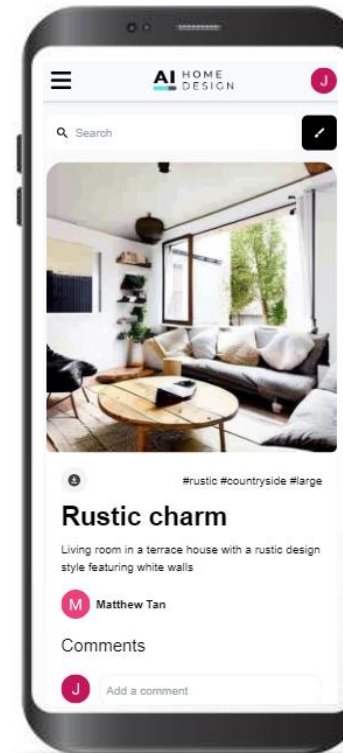 AI HOME
DESIGN
J
Search
#rustic #countryside #large
Rustic charm
Living room in a terrace house with a rustic design
style featuring white walls
M Matthew Tan
Comments
J Add a comment